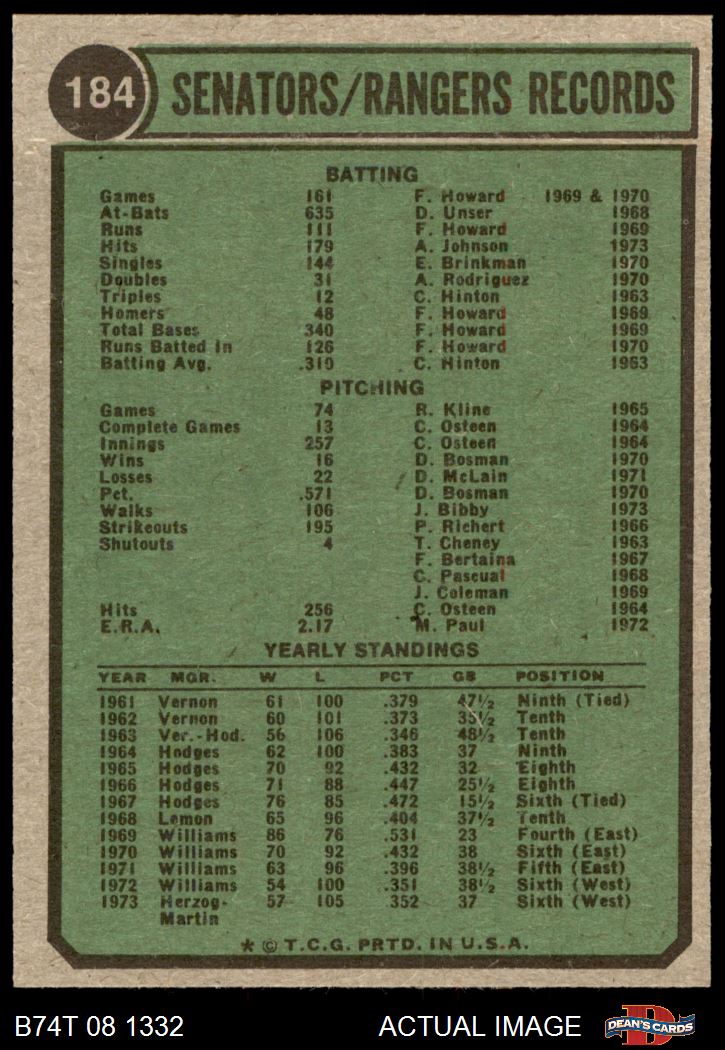 184 SENATORS/RANGERS RECORDS
BATTING
Games 161 F. Howard 1969 & 1970
At-Bats 635 D. Unser 1968
Runs 111 F. Howard 1969
Hits 179 A. Johnson 1973
Singles 144 E. Brinkman 1970
Doubles 31 A. Rodriguez 1970
Triples 12 C. Hinton 1963
Homers 48 F. Howard 1969
Total Bases 340 F. Howard 1969
Runs Batted In 126 F. Howard 1970
Batting Avg. .310 C. Hinton 1963
PITCHING
Games 74 R. Kline 1965
Complete Games 13 C. Osteen 1964
Innings 257 C. Osteen 1964
Wins 16 D. Bosman 1970
Losses 22 D. McLain 1971
Pct. .571 D. Bosman 1970
Walks 106 J. Bibby 1973
Strikeouts 195 P. Richert 1966
Shutouts 4 T. Cheney 1963
F. Bertaina 1967
C. Pascual 1968
J. Coleman 1969
Hits 256 C. Osteen 1964
E.R.A. 2.17 M. Paul 1972
YEARLY STANDINGS
YEAR MGR. W L PCT GB POSITION
1961 Vernon 61 100 .379 47½ Ninth (Tied)
1962 Vernon 60 101 .373 35½ Tenth
1963 Ver.-Hod. 56 106 .346 48½ Tenth
1964 Hodges 62 100 .383 37 Ninth
1965 Hodges 70 92 .432 32 Eighth
1966 Hodges 71 88 .447 25½ Eighth
1967 Hodges 76 85 .472 15½ Sixth (Tied)
1968 Lemon 65 96 .404 37½ Tenth
1969 Williams 86 76 .531 23 Fourth (East)
1970 Williams 70 92 .432 38 Sixth (East)
1971 Williams 63 96 .396 38½ Fifth (East)
1972 Williams 54 100 .351 38½ Sixth (West)
1973 Herzog- 57 105 .352 37 Sixth (West)
Martin
* © T.C.G. PRTD. IN U.S.A.
B74T 08 1332 ACTUAL IMAGE D DEAN'S CARDS